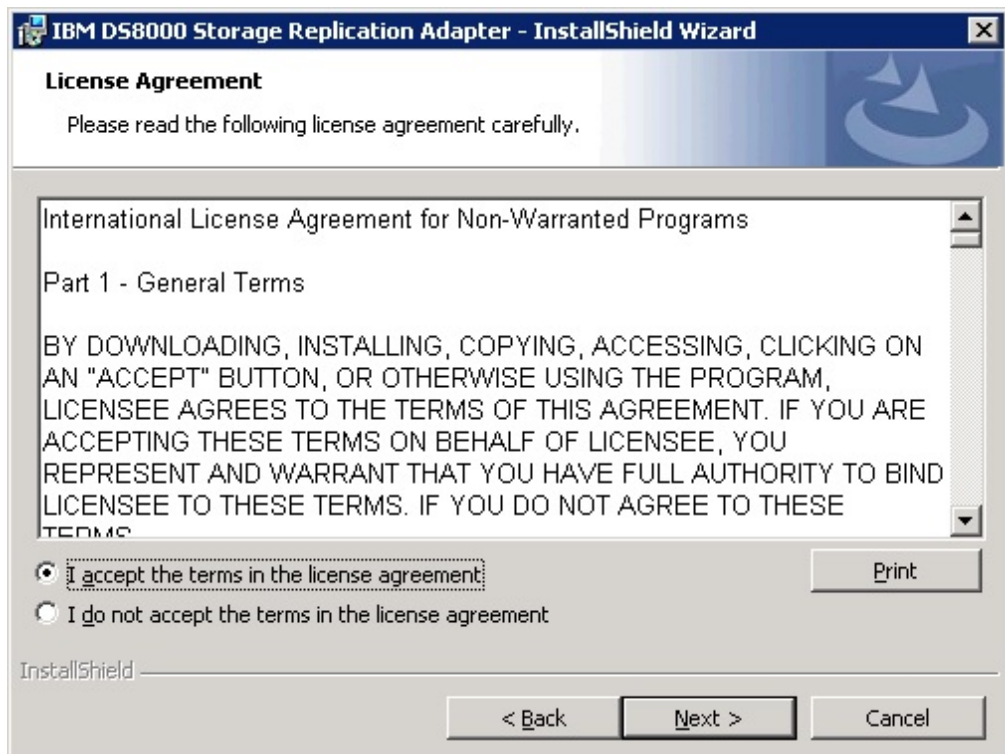 IBM DS8000 Storage Replication Adapter - InstallShield Wizard
License Agreement
Please read the following license agreement carefully.
International License Agreement for Non-Warranted Programs
Part 1 - General Terms
BY DOWNLOADING, INSTALLING, COPYING, ACCESSING, CLICKING ON
AN "ACCEPT" BUTTON, OR OTHERWISE USING THE PROGRAM,
LICENSEE AGREES TO THE TERMS OF THIS AGREEMENT. IF YOU ARE
ACCEPTING THESE TERMS ON BEHALF OF LICENSEE, YOU
REPRESENT AND WARRANT THAT YOU HAVE FULL AUTHORITY TO BIND
LICENSEE TO THESE TERMS. IF YOU DO NOT AGREE TO THESE
TERMS
I accept the terms in the license agreement
Print
I do not accept the terms in the license agreement
InstallShield
< Back
Next >
Cancel